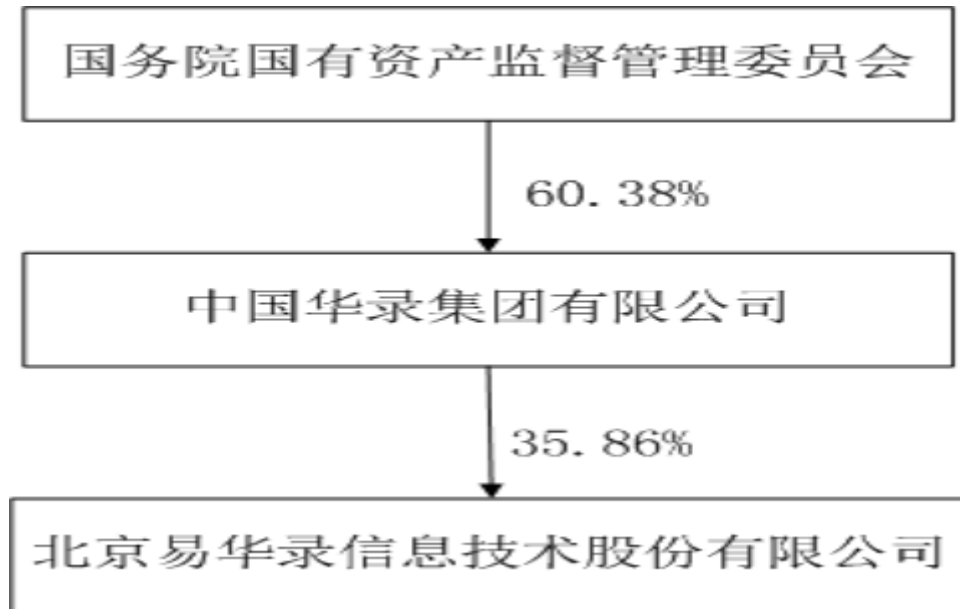 国务院国有资产监督管理委员会
60.38%
中国华录集团有限公司
35.86%
北京易华录信息技术股份有限公司